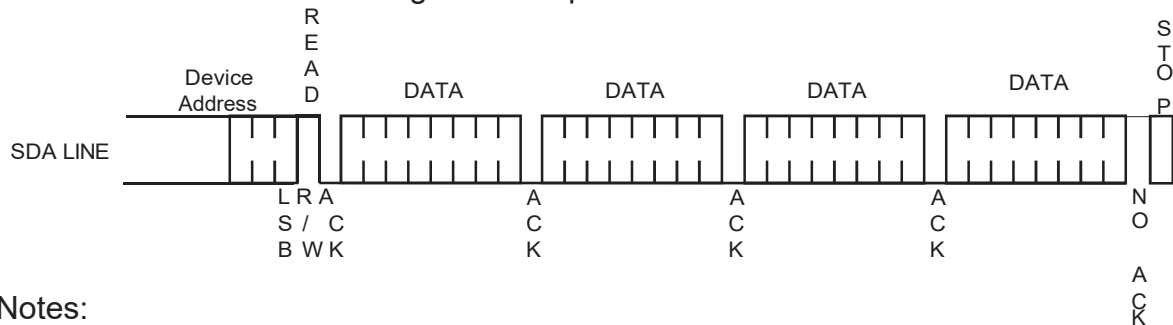 READ
STOP
Device
Address
DATA
DATA
DATA
DATA
SDA LINE
LSB
R/W
ACK
ACK
ACK
ACK
NO ACK
Notes: